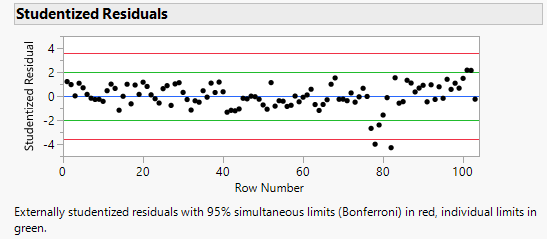 Studentized Residuals
Studentized Residual
4
2
0
-2
-4
0
20
40
60
80
100
Row Number
Externally studentized residuals with 95% simultaneous limits (Bonferroni) in red, individual limits in
green.